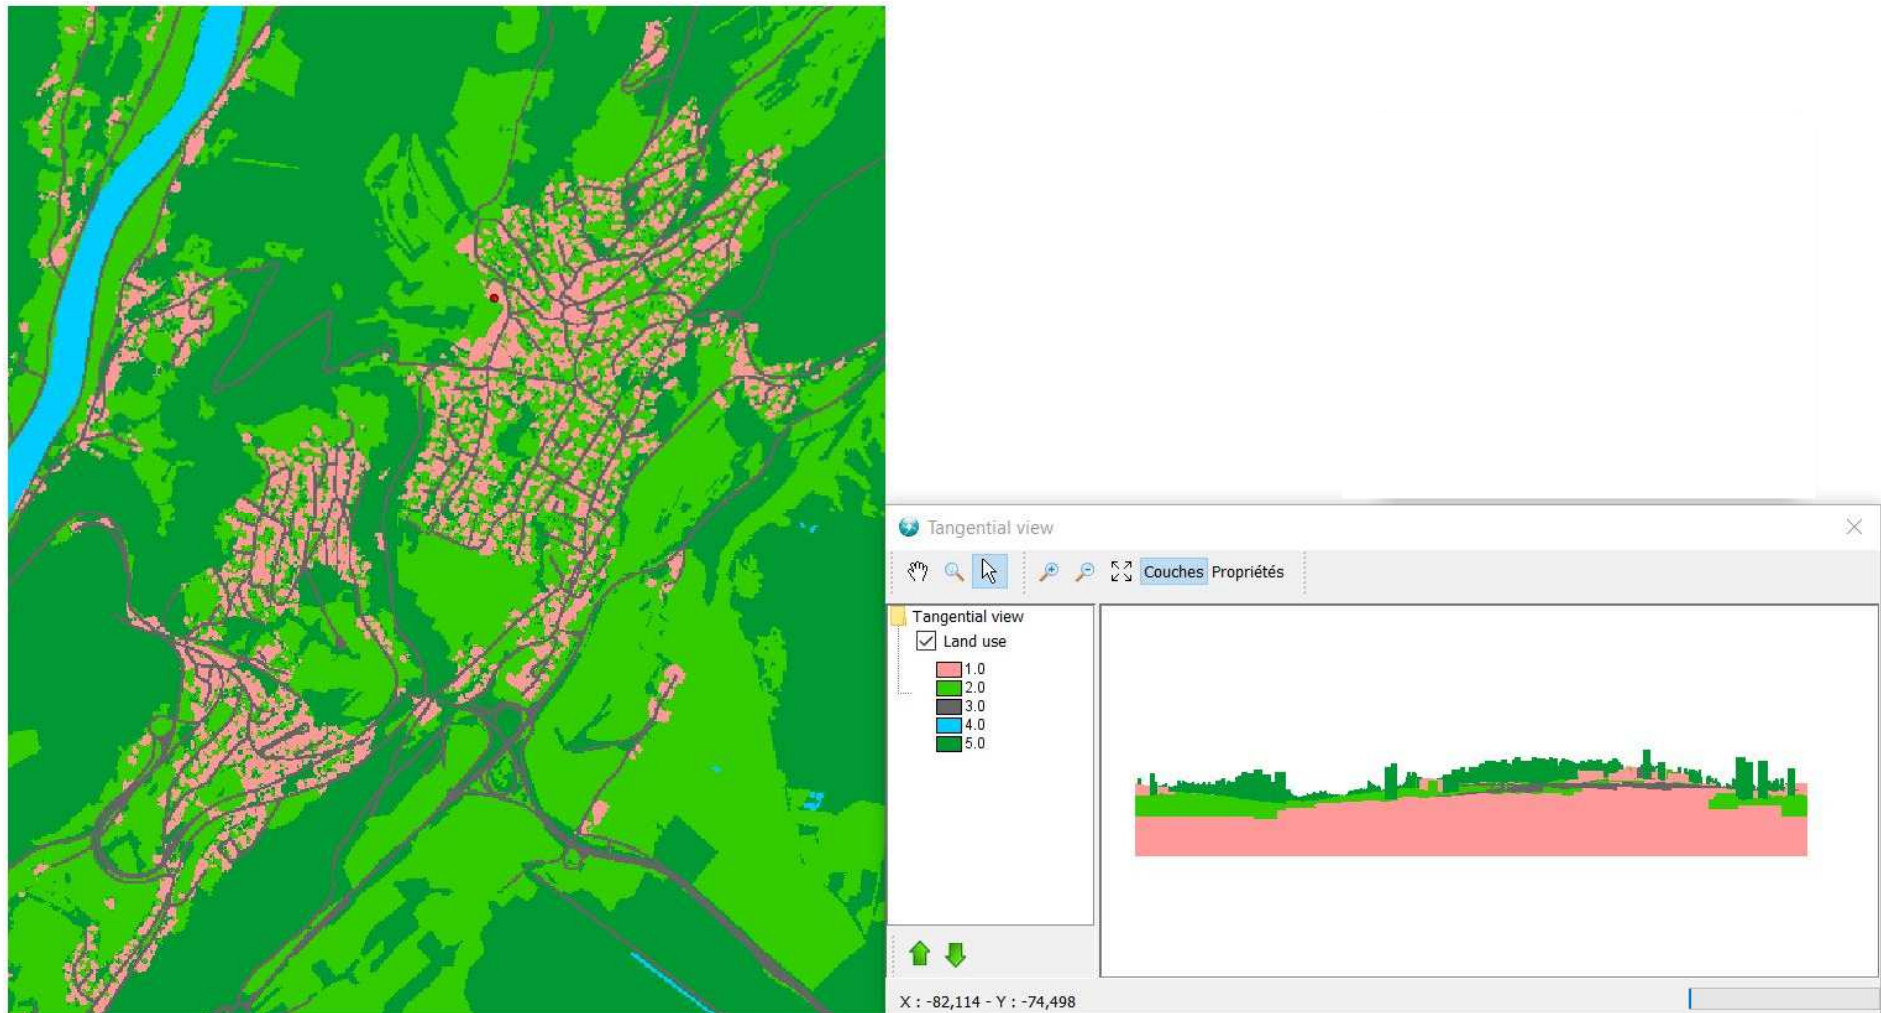 Tangential view
Couches Propriétés
Tangential view
Land use
1.0
2.0
3.0
4.0
5.0
X : -82,114 - Y : -74,498